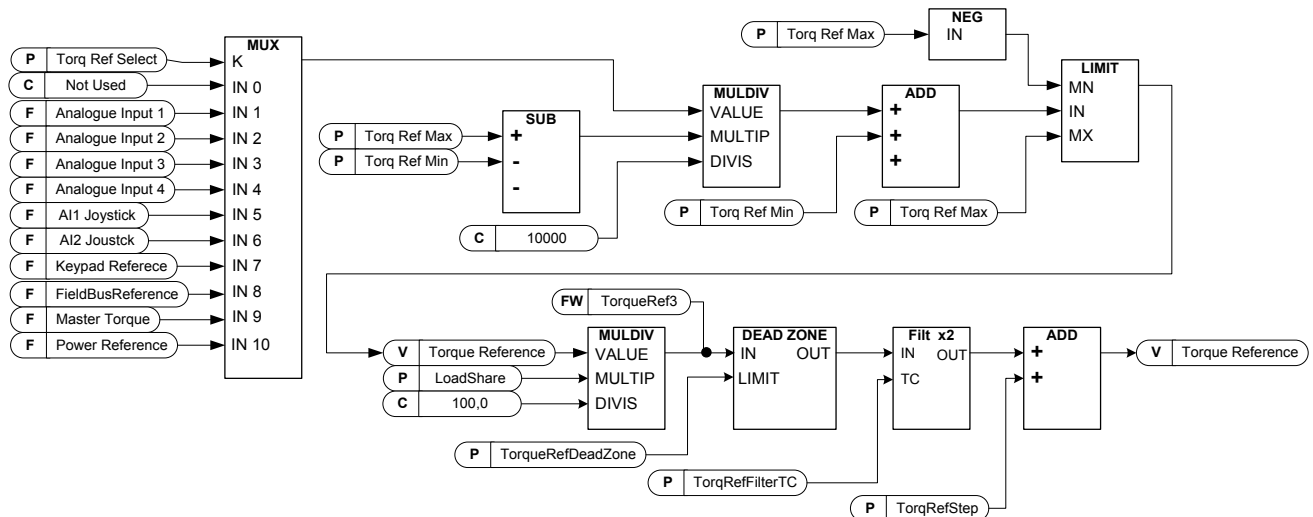 MUX
P Torq Ref Select
K
C Not Used
IN 0
F Analogue Input 1
IN 1
F Analogue Input 2
IN 2
F Analogue Input 3
IN 3
F Analogue Input 4
IN 4
F AI1 Joystick
IN 5
F AI2 Joustck
IN 6
F Keypad Referece
IN 7
F FieldBusReference
IN 8
F Master Torque
IN 9
F Power Reference
IN 10
P Torq Ref Max
P Torq Ref Min
SUB
+
-
-
C 10000
MULDIV
VALUE
MULTIP
DIVIS
P Torq Ref Min
ADD
+
+
+
P Torq Ref Max
NEG
IN
P Torq Ref Max
LIMIT
MN
IN
MX
V Torque Reference
P LoadShare
C 100,0
MULDIV
VALUE
MULTIP
DIVIS
FW TorqueRef3
P TorqueRefDeadZone
DEAD ZONE
IN OUT
LIMIT
P TorqRefFilterTC
Filt x2
IN OUT
TC
P TorqRefStep
ADD
+
+
V Torque Reference